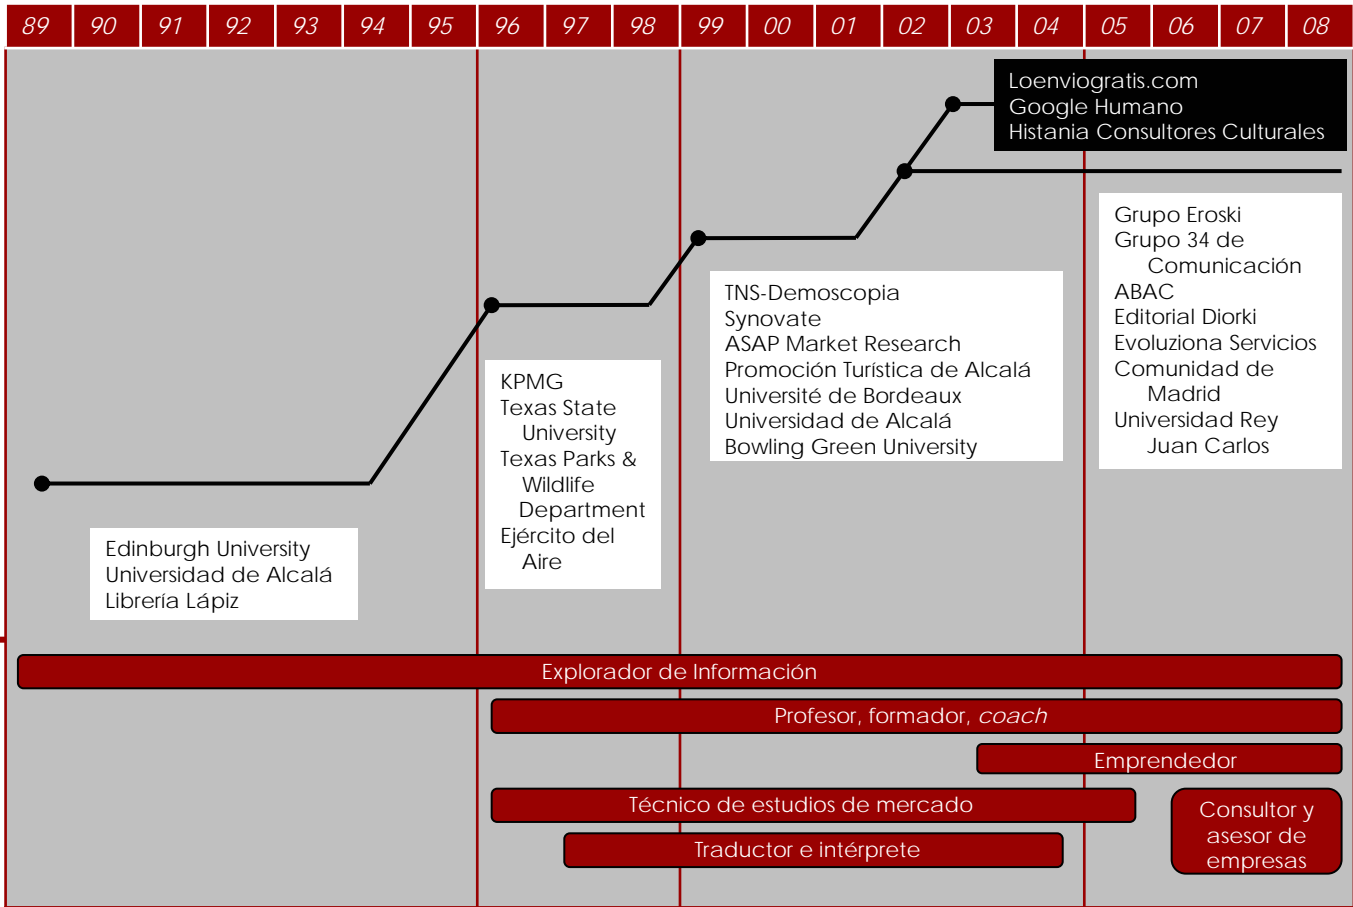 89 90 91 92 93 94 95 96 97 98 99 00 01 02 03 04 05 06 07 08
Loenviogratis.com
Google Humano
Histania Consultores Culturales
Grupo Eroski
Grupo 34 de
Comunicación
ABAC
Editorial Diorki
Evoluziona Servicios
Comunidad de
Madrid
Universidad Rey
Juan Carlos
TNS-Demoscopia
Synovate
ASAP Market Research
Promoción Turística de Alcalá
Université de Bordeaux
Universidad de Alcalá
Bowling Green University
KPMG
Texas State
University
Texas Parks &
Wildlife
Department
Ejército del
Aire
Edinburgh University
Universidad de Alcalá
Librería Lápiz
Explorador de Información
Profesor, formador, coach
Emprendedor
Técnico de estudios de mercado
Traductor e intérprete
Consultor y
asesor de
empresas